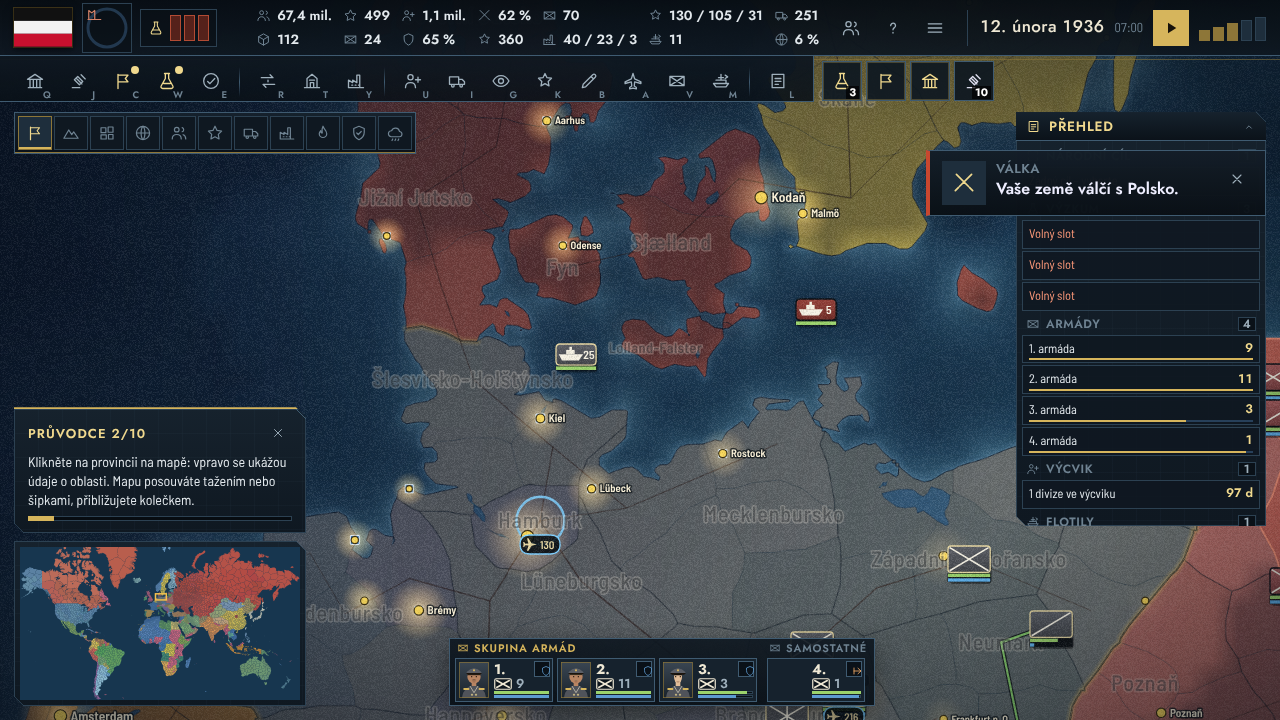 67,4 mil.
499
1,1 mil.
62 %
70
130 / 105 / 31
251
112
24
65 %
360
40 / 23 / 3
11
6 %
?
12. února 1936
07:00
Q
J
C
W
E
R
T
Y
U
I
G
K
B
A
V
M
L
3
10
PŘEHLED
VÁLKA
Vaše země válčí s Polsko.
Volný slot
Volný slot
Volný slot
ARMÁDY
4
1. armáda
9
2. armáda
11
3. armáda
3
4. armáda
1
VÝCVIK
1
1 divize ve výcviku
97 d
FLOTILY
1
Aarhus
Jižní Jutsko
Kodaň
Malmö
Odense
Fyn
Sjælland
5
25
Lolland-Falster
Šlesvicko-Holštýnsko
Kiel
Rostock
Lübeck
Hamburk
130
Mecklenbursko
Lüneburgsko
Brémy
Poznaň
Poznaň
Amsterdam
216
PRŮVODCE 2/10
Klikněte na provincii na mapě: vpravo se ukážou
údaje o oblasti. Mapu posouváte tažením nebo
šipkami, přibližujete kolečkem.
SKUPINA ARMÁD
SAMOSTATNÉ
1.
9
2.
11
3.
3
4.
1